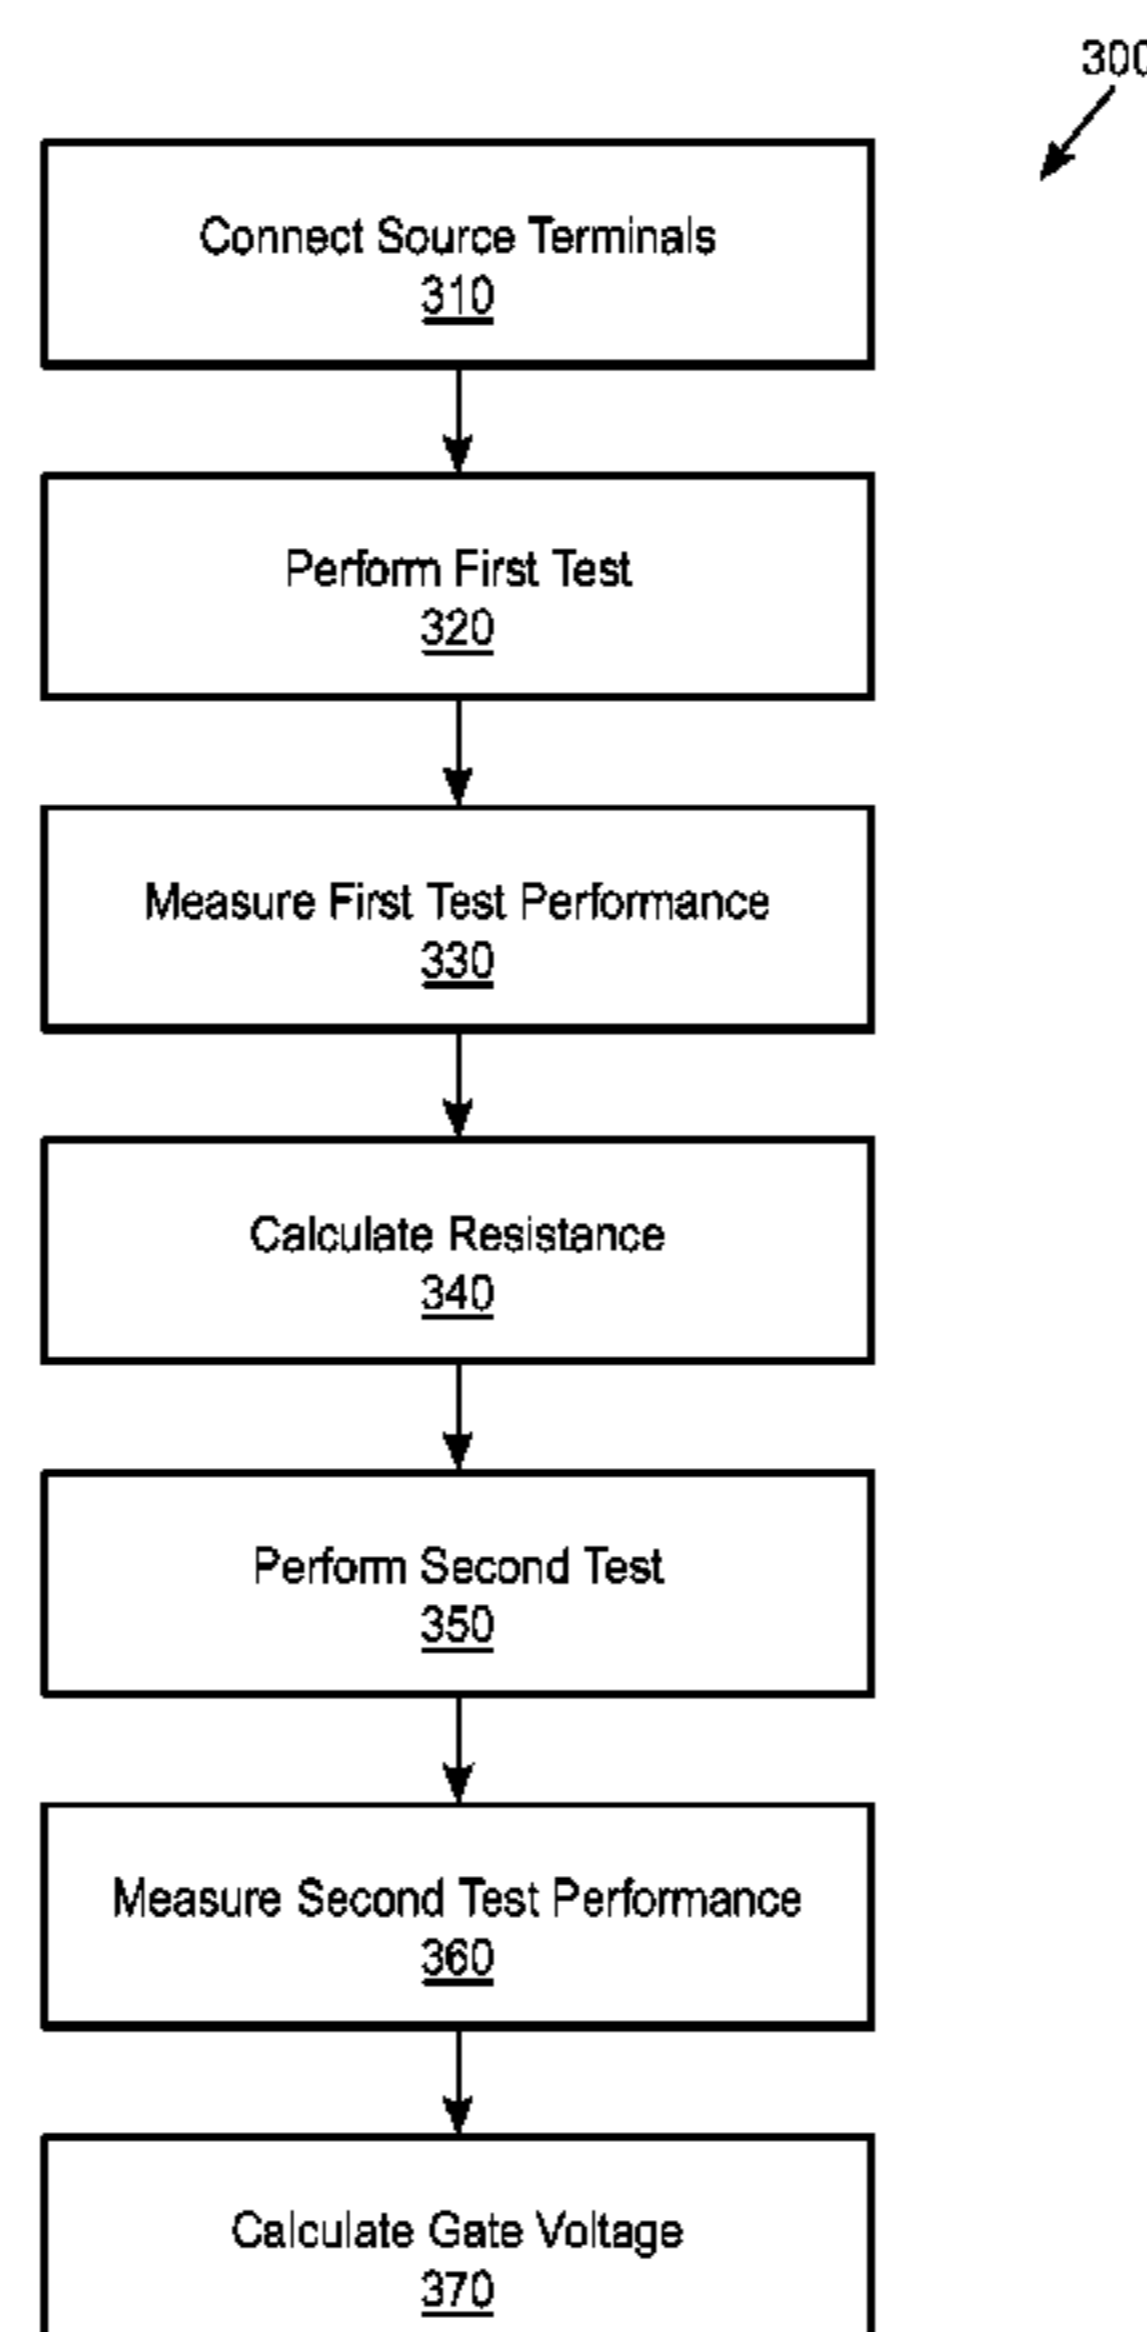 300
Connect Source Terminals
310
Perform First Test
320
Measure First Test Performance
330
Calculate Resistance
340
Perform Second Test
350
Measure Second Test Performance
360
Calculate Gate Voltage
370